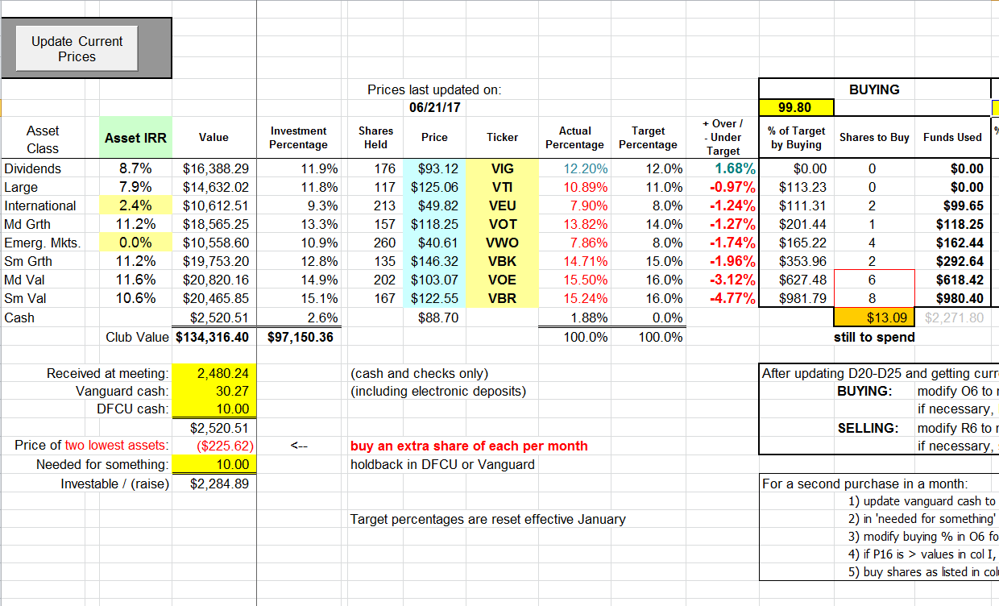 Update Current
Prices
Prices last updated on:
BUYING
06/21/17
99.80
Asset Class Asset IRR Value Investment Percentage Shares Held Price Ticker Actual Percentage Target Percentage + Over / - Under Target % of Target by Buying Shares to Buy Funds Used %
Dividends 8.7% $16,388.29 11.9% 176 $93.12 VIG 12.20% 12.0% 1.68% $0.00 0 $0.00
Large 7.9% $14,632.02 11.8% 117 $125.06 VTI 10.89% 11.0% -0.97% $113.23 0 $0.00
International 2.4% $10,612.51 9.3% 213 $49.82 VEU 7.90% 8.0% -1.24% $111.31 2 $99.65
Md Grth 11.2% $18,565.25 13.3% 157 $118.25 VOT 13.82% 14.0% -1.27% $201.44 1 $118.25
Emerg. Mkts. 0.0% $10,558.60 10.9% 260 $40.61 VWO 7.86% 8.0% -1.74% $165.22 4 $162.44
Sm Grth 11.2% $19,753.20 12.8% 135 $146.32 VBK 14.71% 15.0% -1.96% $353.96 2 $292.64
Md Val 11.6% $20,820.16 14.9% 202 $103.07 VOE 15.50% 16.0% -3.12% $627.48 6 $618.42
Sm Val 10.6% $20,465.85 15.1% 167 $122.55 VBR 15.24% 16.0% -4.77% $981.79 8 $980.40
Cash $2,520.51 2.6% $88.70 1.88% 0.0% $13.09 $2,271.80
Club Value $134,316.40 $97,150.36 100.0% 100.0% still to spend
Received at meeting: 2,480.24 (cash and checks only) After updating D20-D25 and getting curr
Vanguard cash: 30.27 (including electronic deposits) BUYING: modify O6 to
DFCU cash: 10.00 if necessary,
$2,520.51 SELLING: modify R6 to
Price of two lowest assets: ($225.62) <-- buy an extra share of each per month if necessary,
Needed for something: 10.00 holdback in DFCU or Vanguard
Investable / (raise) $2,284.89 For a second purchase in a month:
1) update vanguard cash to
2) in 'needed for something'
Target percentages are reset effective January
3) modify buying % in O6 fo
4) if P16 is > values in col I,
5) buy shares as listed in col